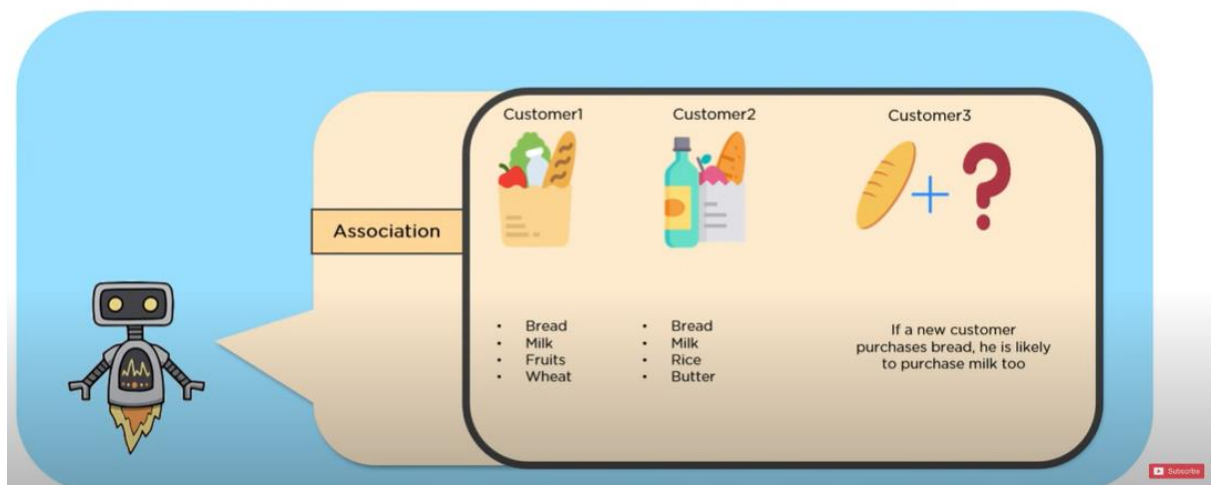 Customer1
Customer2
Customer3
Association
Bread
Milk
Fruits
Wheat
Bread
Milk
Rice
Butter
If a new customer
purchases bread, he is likely
to purchase milk too
Subscribe